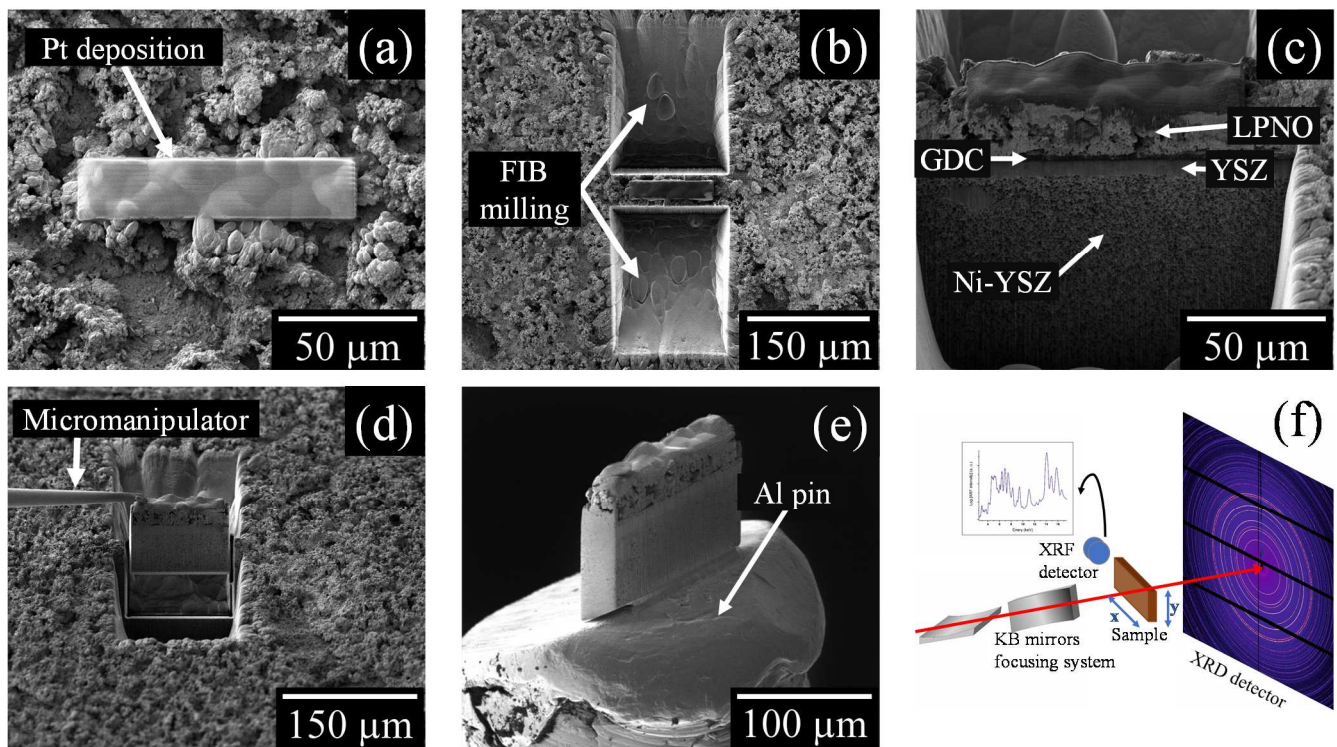 Pt deposition
(a)
50 µm
(b)
FIB
milling
150 µm
(c)
LPNO
GDC
YSZ
Ni-YSZ
50 µm
Micromanipulator
(d)
150 µm
(e)
Al pin
100 µm
(f)
XRF
detector
x
y
Sample
KB mirrors
focusing system
XRD detector